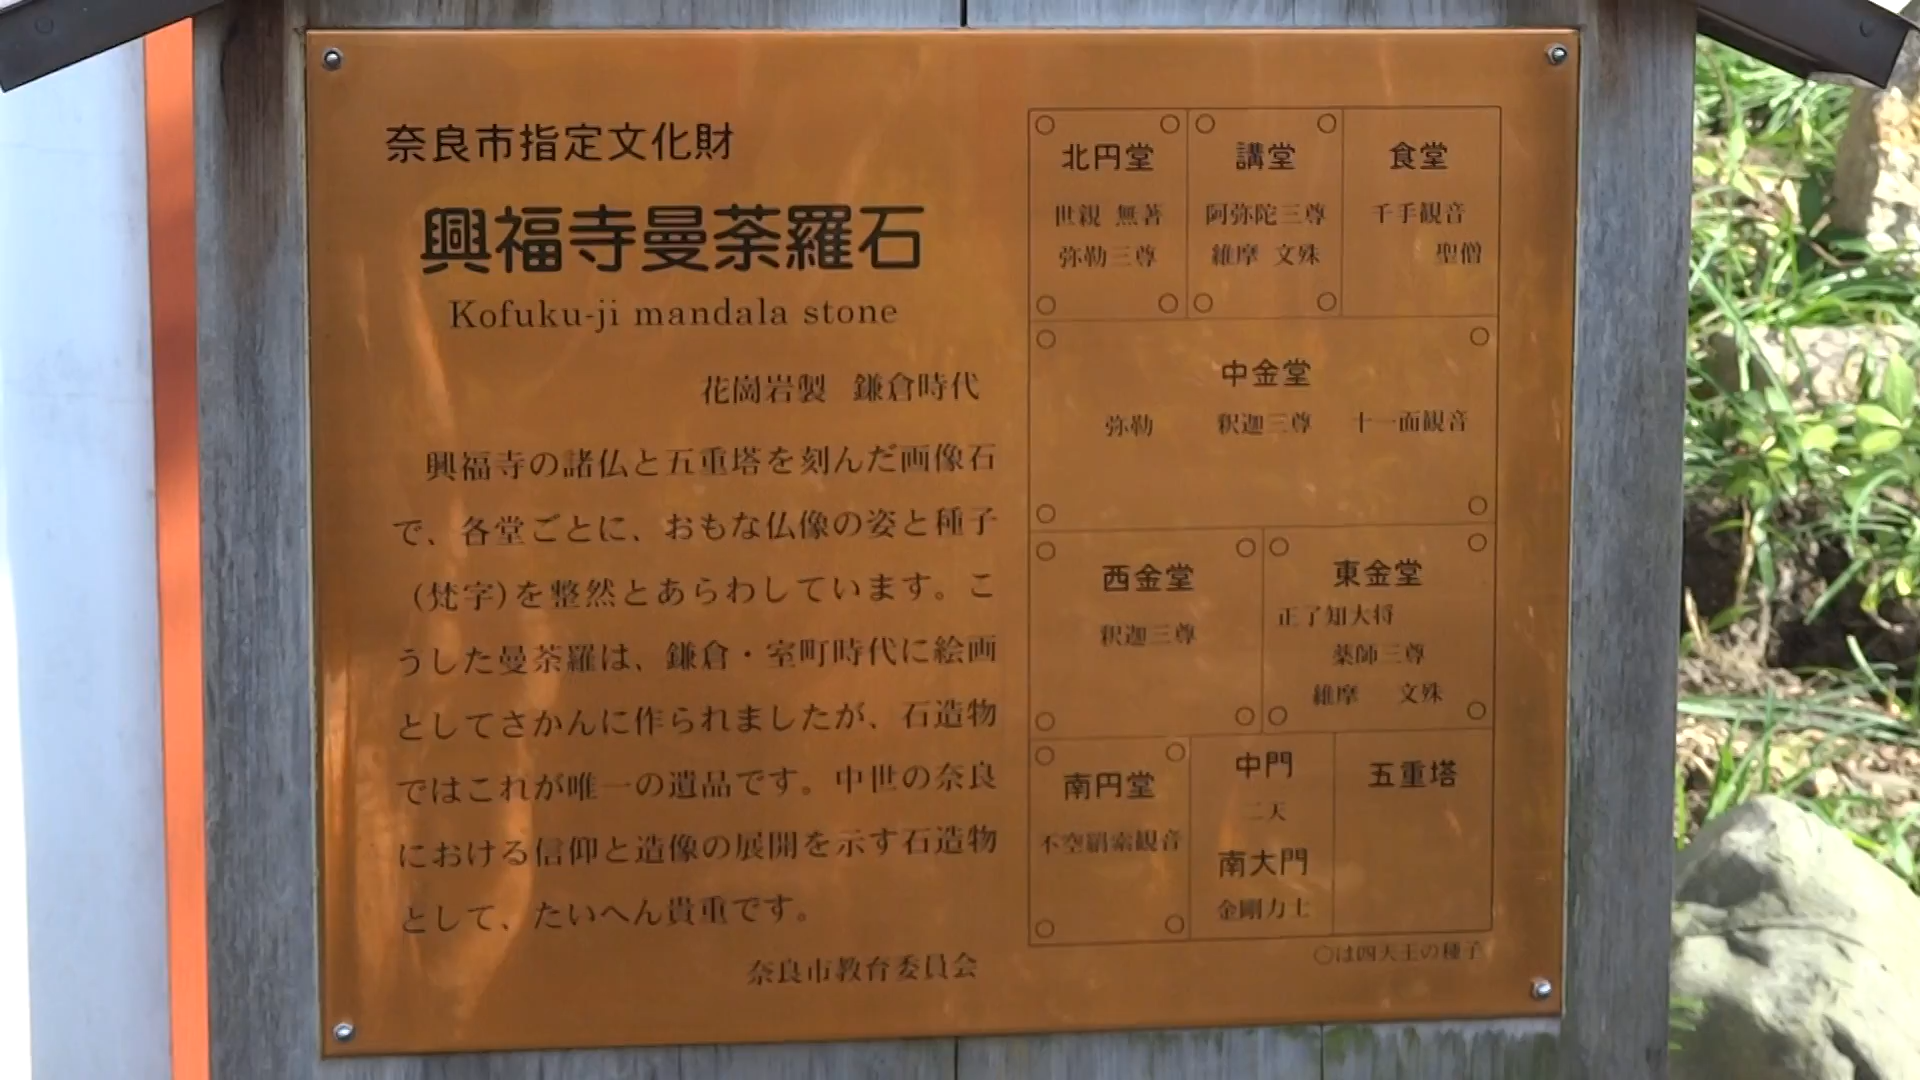 奈良市指定文化財
興福寺曼荼羅石
Kofuku-ji mandala stone
花崗岩製 鎌倉時代
興福寺の諸仏と五重塔を刻んだ画像石
で、各堂ごとに、おもな仏像の姿と種子
(梵字)を整然とあらわしています。こ
うした曼荼羅は、鎌倉・室町時代に絵画
としてさかんに作られましたが、石造物
ではこれが唯一の遺品です。中世の奈良
における信仰と造像の展開を示す石造物
として、たいへん貴重です。
奈良市教育委員会
北円堂
世親 無著
弥勒三尊
講堂
阿弥陀三尊
維摩 文殊
食堂
千手観音
聖僧
中金堂
弥勒 釈迦三尊 十一面観音
西金堂
釈迦三尊
東金堂
正了知大将
薬師三尊
維摩 文殊
南円堂
不空羂索観音
中門
二天
南大門
金剛力士
五重塔
○は四天王の種子